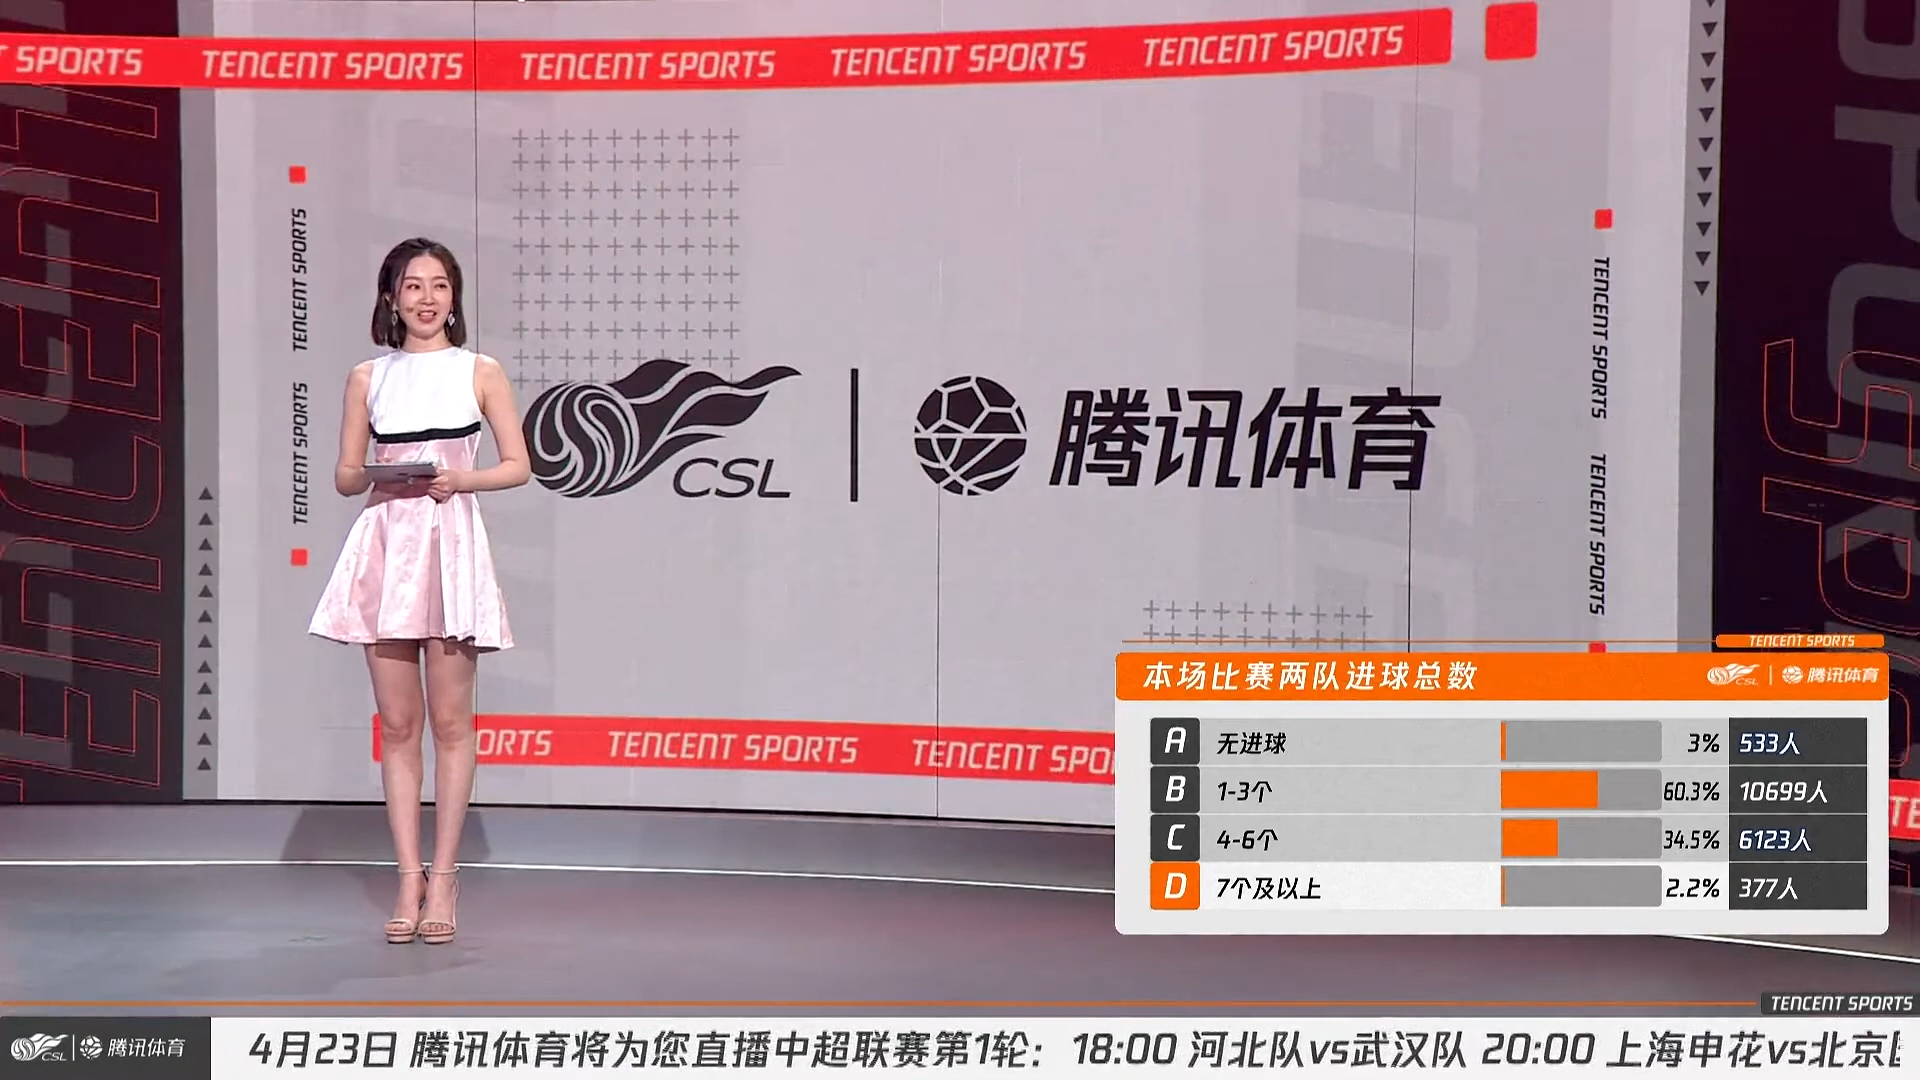 SPORTS TENCENT SPORTS TENCENT SPORTS TENCENT SPORTS TENCENT SPORTS
TENCENT SPORTS
TENCENT SPORTS
TENCENT SPORTS
TENCENT SPORTS
CSL | 腾讯体育
TENCENT SPORTS
本场比赛两队进球总数 CSL | 腾讯体育
A 无进球 3% 533人
B 1-3个 60.3% 10699人
C 4-6个 34.5% 6123人
D 7个及以上 2.2% 377人
ORTS TENCENT SPORTS TENCENT SPO
TENCENT SPORTS
CSL | 腾讯体育 4月23日 腾讯体育将为您直播中超联赛第1轮： 18:00 河北队vs武汉队 20:00 上海申花vs北京